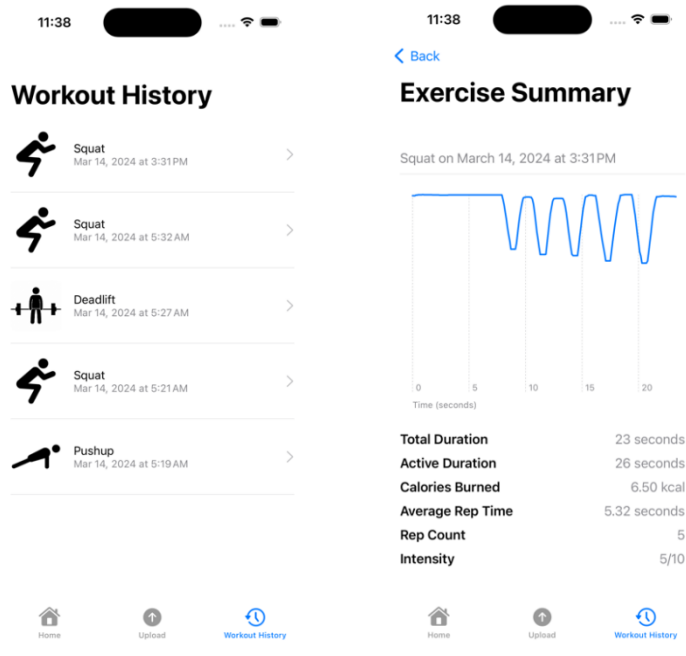 11:38
Workout History
Squat
Mar 14, 2024 at 3:31 PM
Squat
Mar 14, 2024 at 5:32 AM
Deadlift
Mar 14, 2024 at 5:27 AM
Squat
Mar 14, 2024 at 5:21 AM
Pushup
Mar 14, 2024 at 5:19 AM
Home Upload Workout History
11:38
Back
Exercise Summary
Squat on March 14, 2024 at 3:31 PM
0 5 10 15 20
Time (seconds)
Total Duration 23 seconds
Active Duration 26 seconds
Calories Burned 6.50 kcal
Average Rep Time 5.32 seconds
Rep Count 5
Intensity 5/10
Home Upload Workout History